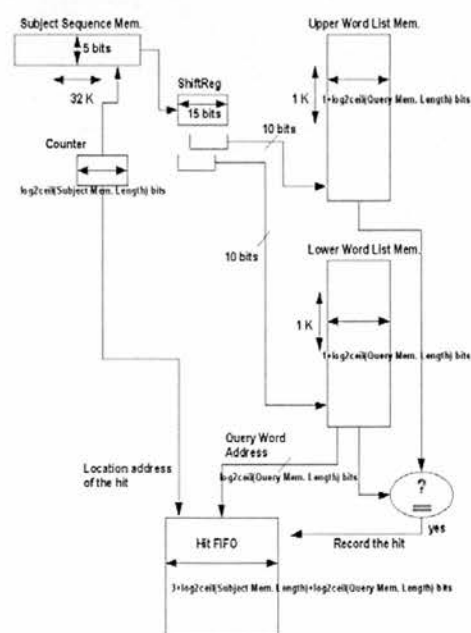 Subject Sequence Mem.
5 bits
32 K
Counter
log2ceil(Subject Mem. Length) bits
ShiftReg
15 bits
10 bits
10 bits
Upper Word List Mem.
1 K
1+log2ceil(Query Mem. Length) bits
Lower Word List Mem.
1 K
1+log2ceil(Query Mem. Length) bits
Query Word
Address
log2ceil(Query Mem. Length) bits
Location address
of the hit
?
=
yes
Record the hit
Hit FIFO
3+log2ceil(Subject Mem. Length)+log2ceil(Query Mem. Length) bits